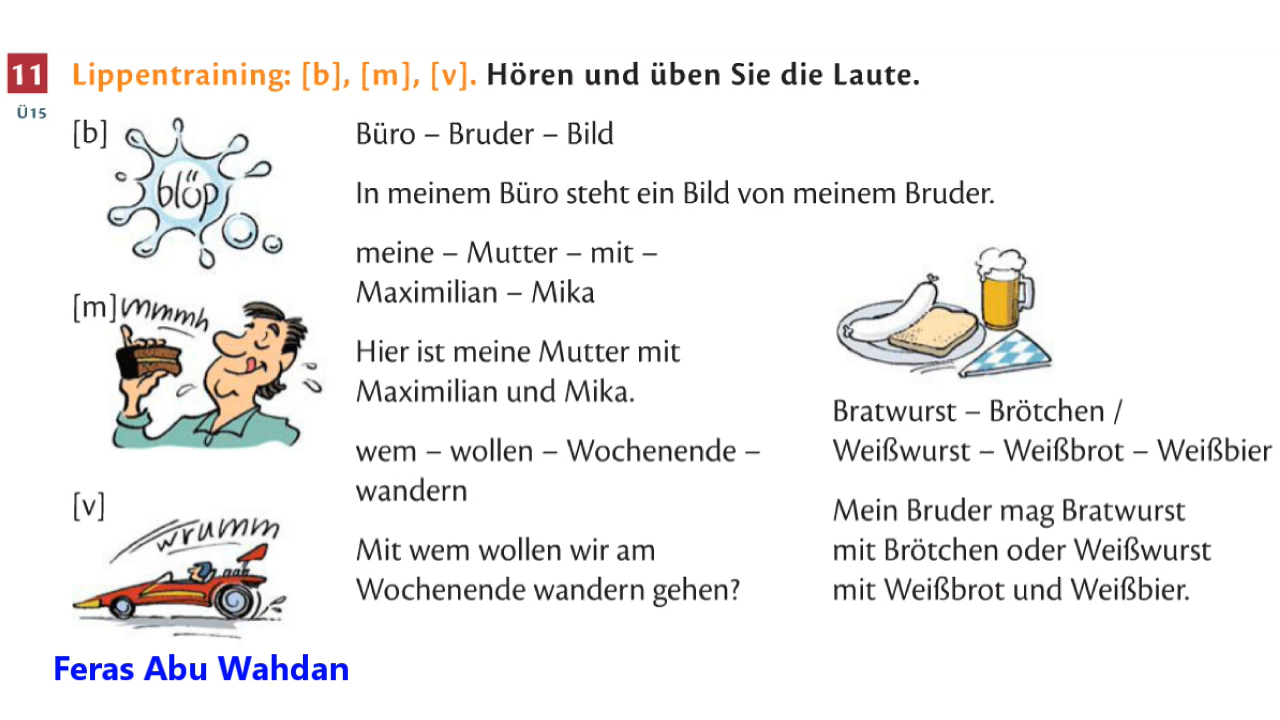 11 Lippentraining: [b], [m], [v]. Hören und üben Sie die Laute.
Ü15
[b]
blöp
Büro – Bruder – Bild
In meinem Büro steht ein Bild von meinem Bruder.
[m]
mmmh
meine – Mutter – mit –
Maximilian – Mika
Hier ist meine Mutter mit
Maximilian und Mika.
[v]
wrumm
wem – wollen – Wochenende –
wandern
Mit wem wollen wir am
Wochenende wandern gehen?
Bratwurst – Brötchen /
Weißwurst – Weißbrot – Weißbier
Mein Bruder mag Bratwurst
mit Brötchen oder Weißwurst
mit Weißbrot und Weißbier.
Feras Abu Wahdan